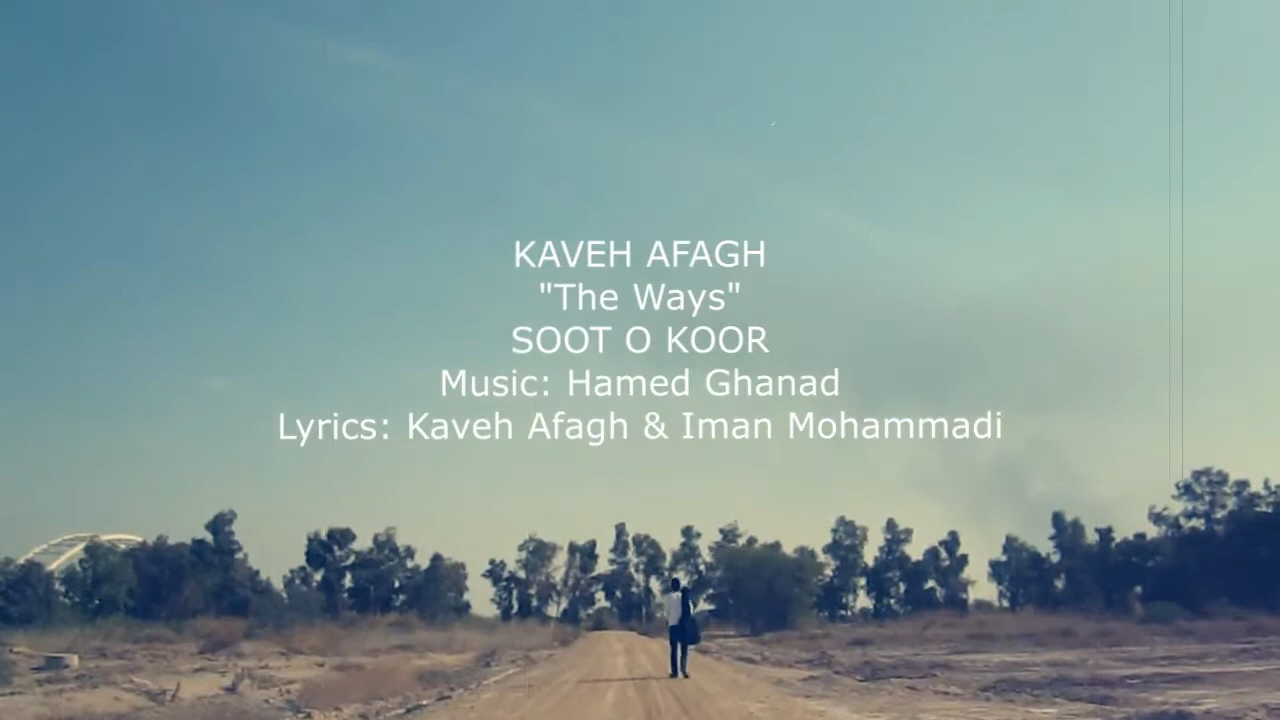 KAVEH AFAGH
"The Ways"
SOOT O KOOR
Music: Hamed Ghanad
Lyrics: Kaveh Afagh & Iman Mohammadi